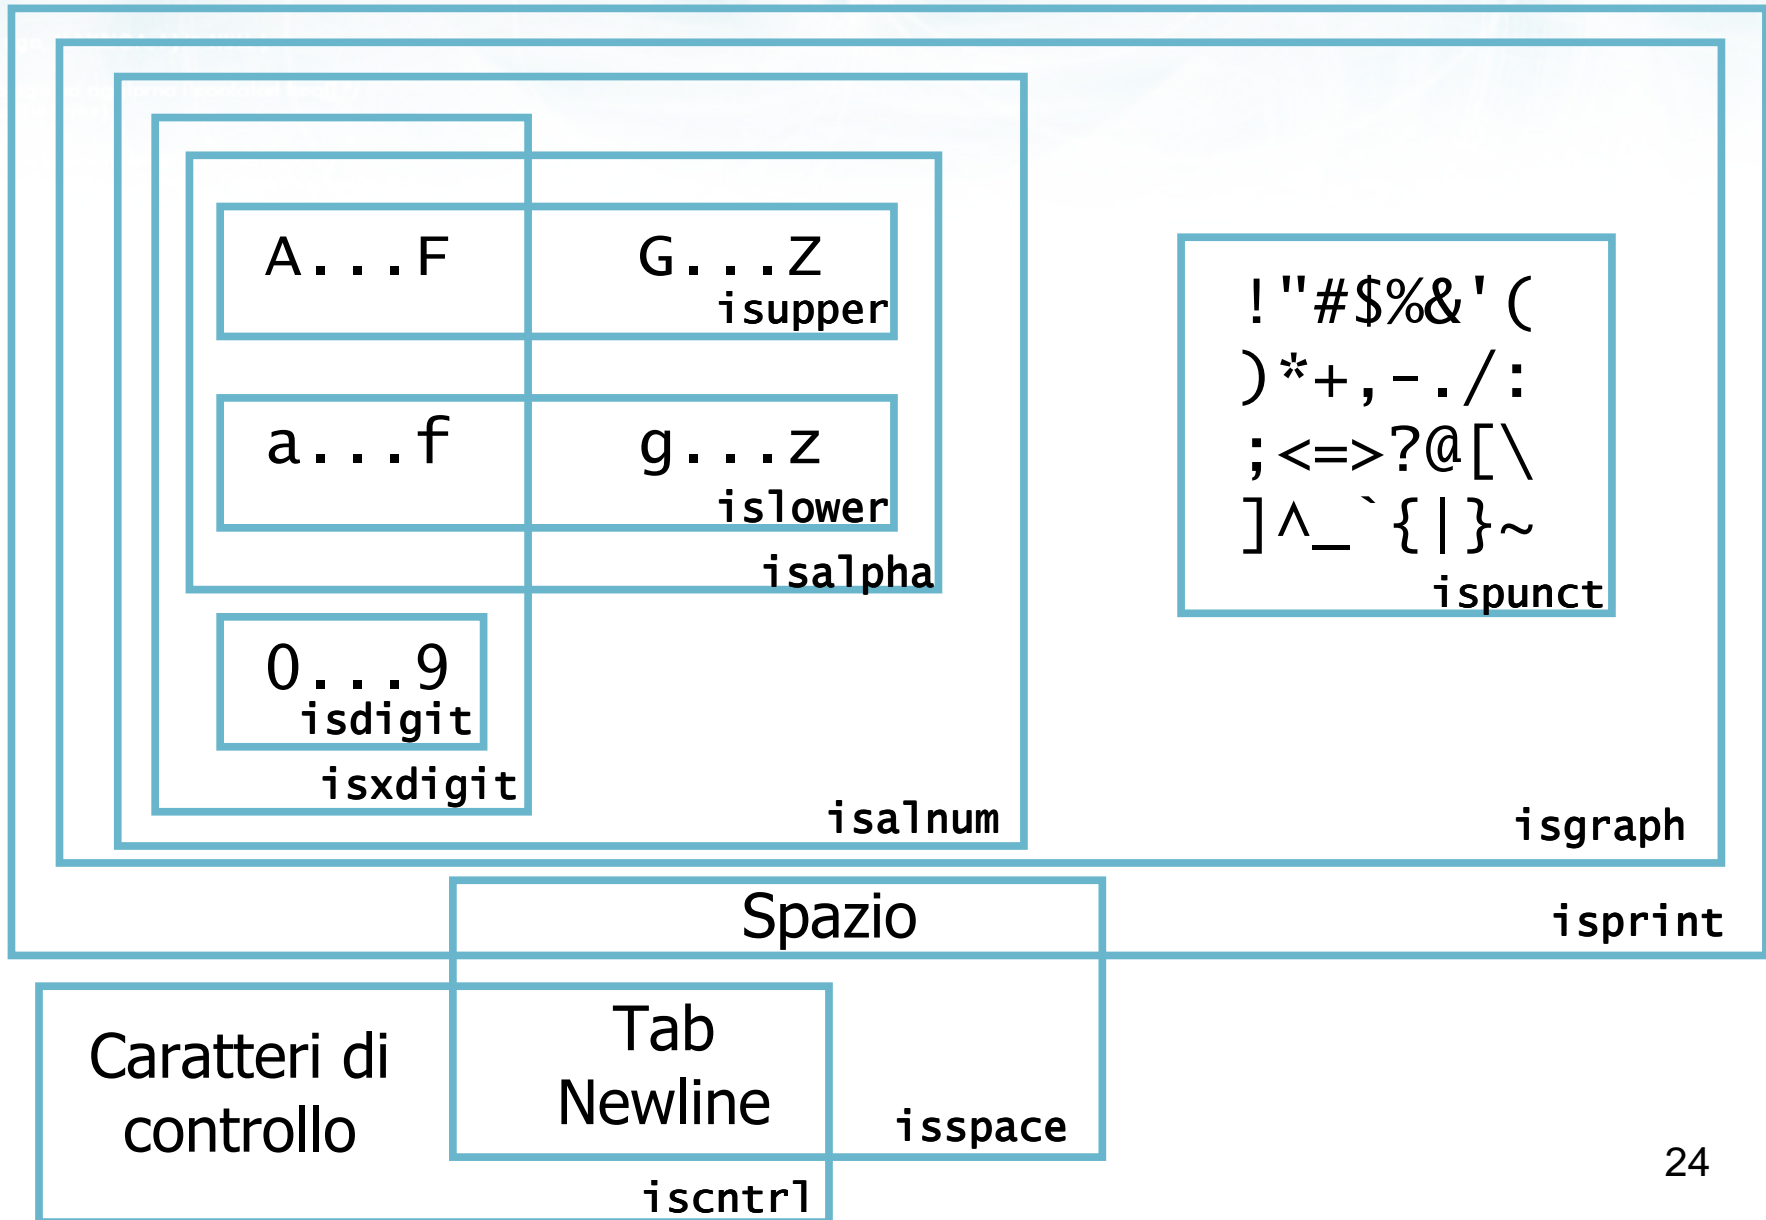 A...F G...Z
isupper
a...f g...z
islower
isalpha
0...9
isdigit
isxdigit
isalnum
!"#$%&'(
)*+,-./:
;<=>?@[\
]^_`{|}~
ispunct
isgraph
Spazio
isprint
Caratteri di
controllo
Tab
Newline
isspace
iscntrl
24